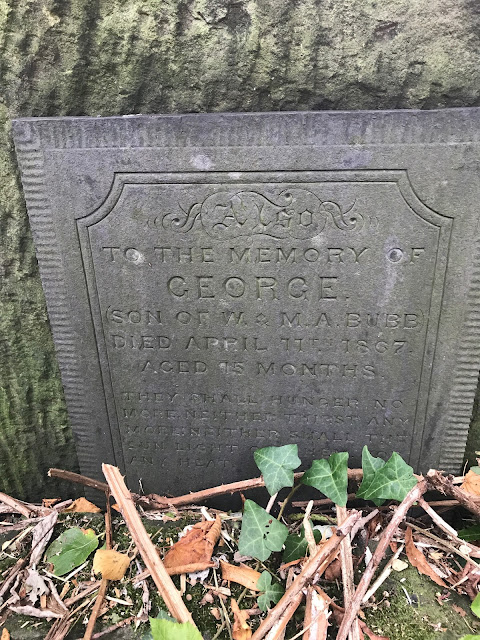 Also
TO THE MEMORY OF
GEORGE.
(SON OF W. & M. A. BUBB)
DIED APRIL 11TH 1867.
AGED 15 MONTHS.
THEY SHALL HUNGER NO
MORE NEITHER THIRST ANY
MORE NEITHER SHALL THE
SUN LIGHT
ANY HEAT